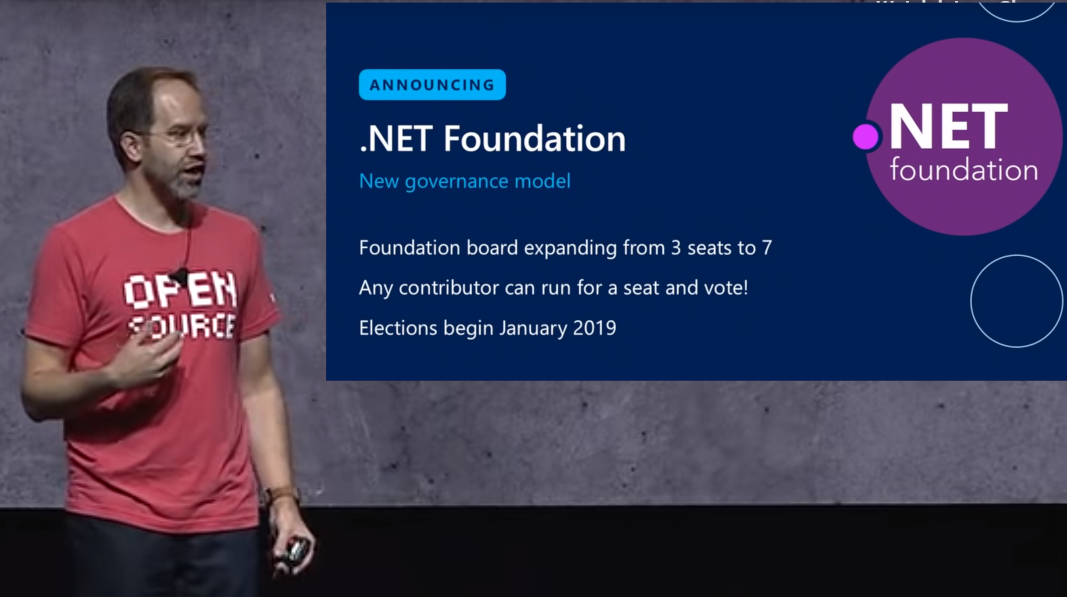 ANNOUNCING
.NET Foundation
New governance model
Foundation board expanding from 3 seats to 7
Any contributor can run for a seat and vote!
Elections begin January 2019
NET
foundation
OPEN
SOURCE